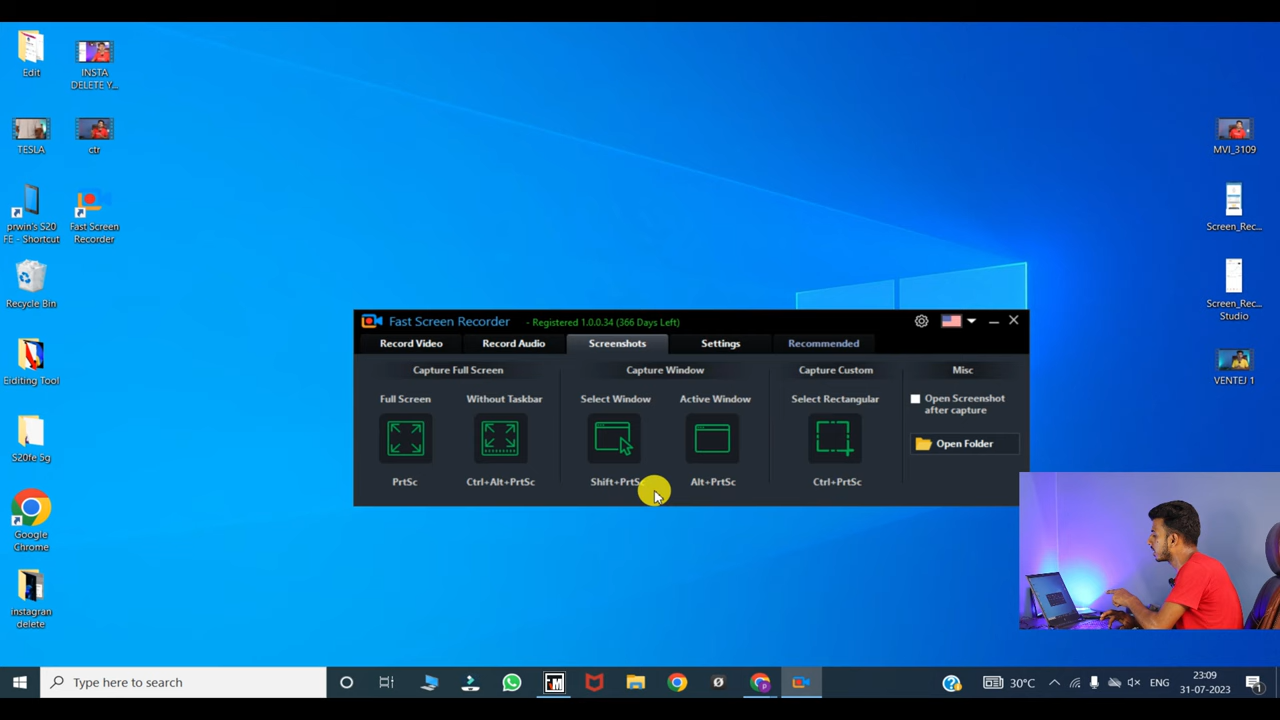 Edit
INSTA
DELETE Y...
TESLA
ctr
prwin's S20
FE - Shortcut
Fast Screen
Recorder
Recycle Bin
Eiditing Tool
S20fe 5g
Google
Chrome
instagran
delete
MVI_3109
Screen_Rec...
Screen_Rec...
Studio
VENTEJ 1
Fast Screen Recorder
- Registered 1.0.0.34 (366 Days Left)
Record Video
Record Audio
Screenshots
Settings
Recommended
Capture Full Screen
Capture Window
Capture Custom
Misc
Full Screen
Without Taskbar
Select Window
Active Window
Select Rectangular
Open Screenshot
after capture
Open Folder
PrtSc
Ctrl+Alt+PrtSc
Shift+PrtSc
Alt+PrtSc
Ctrl+PrtSc
Type here to search
30°C
ENG
23:09
31-07-2023
1